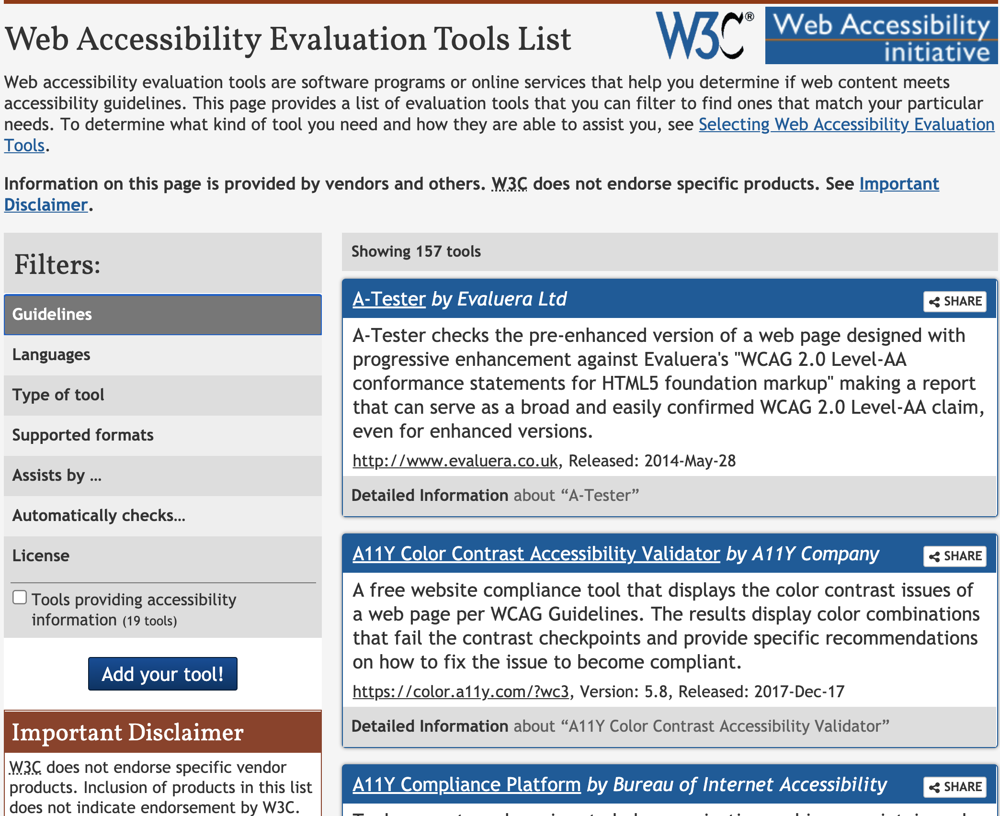 Web Accessibility Evaluation Tools List
W3C®
Web Accessibility
initiative
Web accessibility evaluation tools are software programs or online services that help you determine if web content meets
accessibility guidelines. This page provides a list of evaluation tools that you can filter to find ones that match your particular
needs. To determine what kind of tool you need and how they are able to assist you, see Selecting Web Accessibility Evaluation
Tools.
Information on this page is provided by vendors and others. W3C does not endorse specific products. See Important
Disclaimer.
Filters:
Guidelines
Languages
Type of tool
Supported formats
Assists by …
Automatically checks…
License
Tools providing accessibility
information (19 tools)
Add your tool!
Important Disclaimer
W3C does not endorse specific vendor
products. Inclusion of products in this list
does not indicate endorsement by W3C.
Showing 157 tools
A-Tester by Evaluera Ltd
SHARE
A-Tester checks the pre-enhanced version of a web page designed with
progressive enhancement against Evaluera's "WCAG 2.0 Level-AA
conformance statements for HTML5 foundation markup" making a report
that can serve as a broad and easily confirmed WCAG 2.0 Level-AA claim,
even for enhanced versions.
http://www.evaluera.co.uk, Released: 2014-May-28
Detailed Information about “A-Tester”
A11Y Color Contrast Accessibility Validator by A11Y Company
SHARE
A free website compliance tool that displays the color contrast issues of
a web page per WCAG Guidelines. The results display color combinations
that fail the contrast checkpoints and provide specific recommendations
on how to fix the issue to become compliant.
https://color.a11y.com/?wc3, Version: 5.8, Released: 2017-Dec-17
Detailed Information about “A11Y Color Contrast Accessibility Validator”
A11Y Compliance Platform by Bureau of Internet Accessibility
SHARE